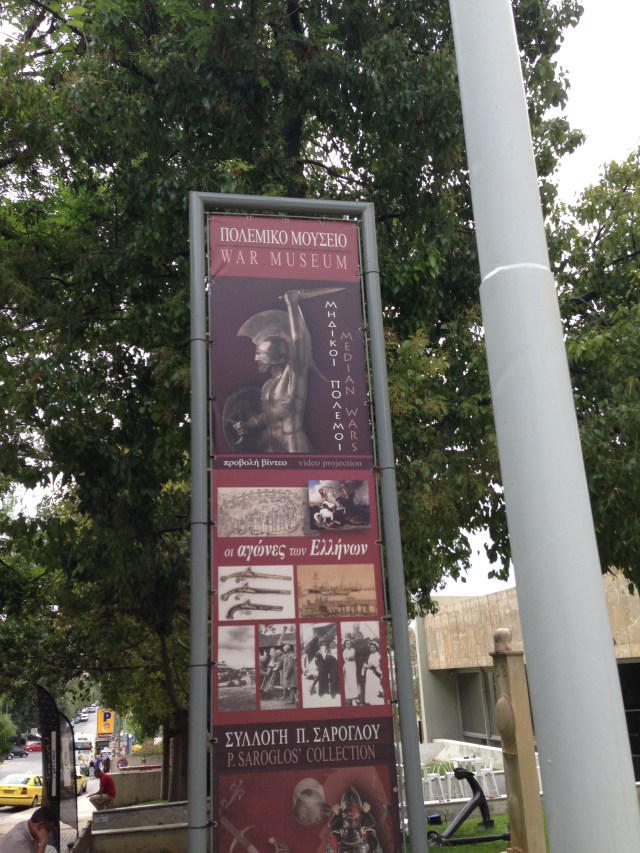 ΠΟΛΕΜΙΚΟ ΜΟΥΣΕΙΟ
WAR MUSEUM
ΜΗΔΙΚΟΙ ΠΟΛΕΜΟΙ
MEDIAN WARS
προβολή βίντεο video projection
οι αγώνες των Ελλήνων
ΣΥΛΛΟΓΗ Π. ΣΑΡΟΓΛΟΥ
P. SAROGLOS' COLLECTION
P